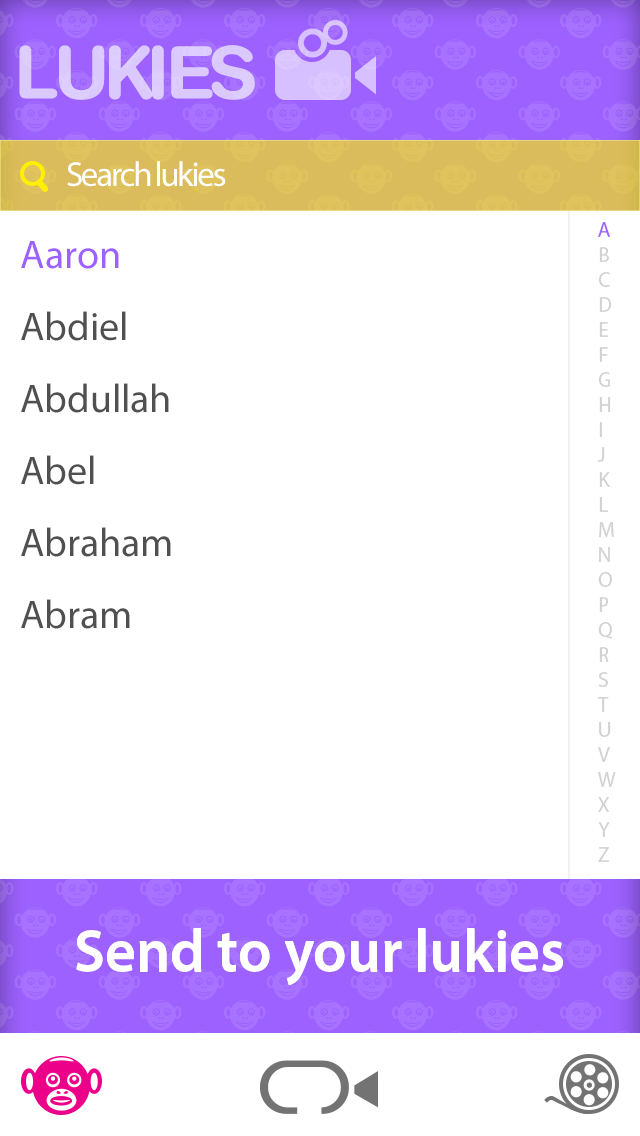 LUKIES
Search lukies
Aaron
Abdiel
Abdullah
Abel
Abraham
Abram
A
B
C
D
E
F
G
H
I
J
K
L
M
N
O
P
Q
R
S
T
U
V
W
X
Y
Z
Send to your lukies